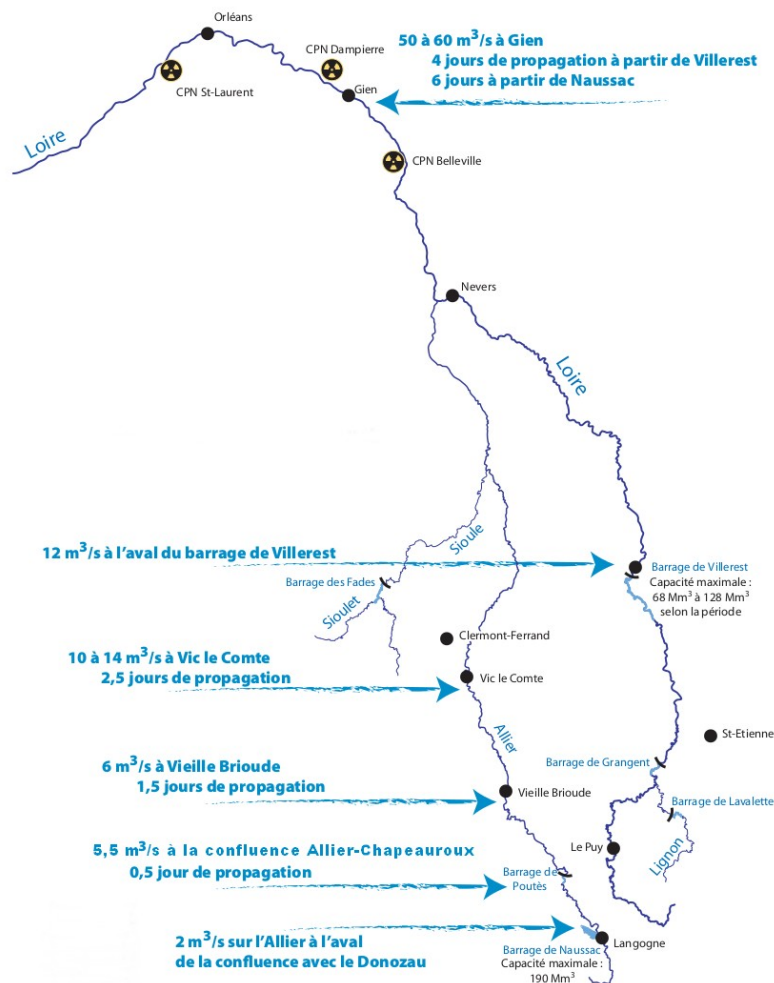 Orléans
50 à 60 m³/s à Gien
CPN Dampierre
4 jours de propagation à partir de Villerest
6 jours à partir de Naussac
CPN St-Laurent
Gien
Loire
CPN Belleville
Nevers
Loire
12 m³/s à l'aval du barrage de Villerest
Sioule
Barrage de Villerest
Capacité maximale :
68 Mm³ à 128 Mm³
selon la période
Barrage des Fades
Sioulet
Clermont-Ferrand
10 à 14 m³/s à Vic le Comte
2,5 jours de propagation
Vic le Comte
Allier
St-Etienne
6 m³/s à Vieille Brioude
1,5 jours de propagation
Barrage de Grangent
Vieille Brioude
Barrage de Lavalette
5,5 m³/s à la confluence Allier-Chapeauroux
0,5 jour de propagation
Le Puy
Lignon
Barrage de
Poutès
2 m³/s sur l'Allier à l'aval
de la confluence avec le Donozau
Langogne
Barrage de Naussac
Capacité maximale :
190 Mm³